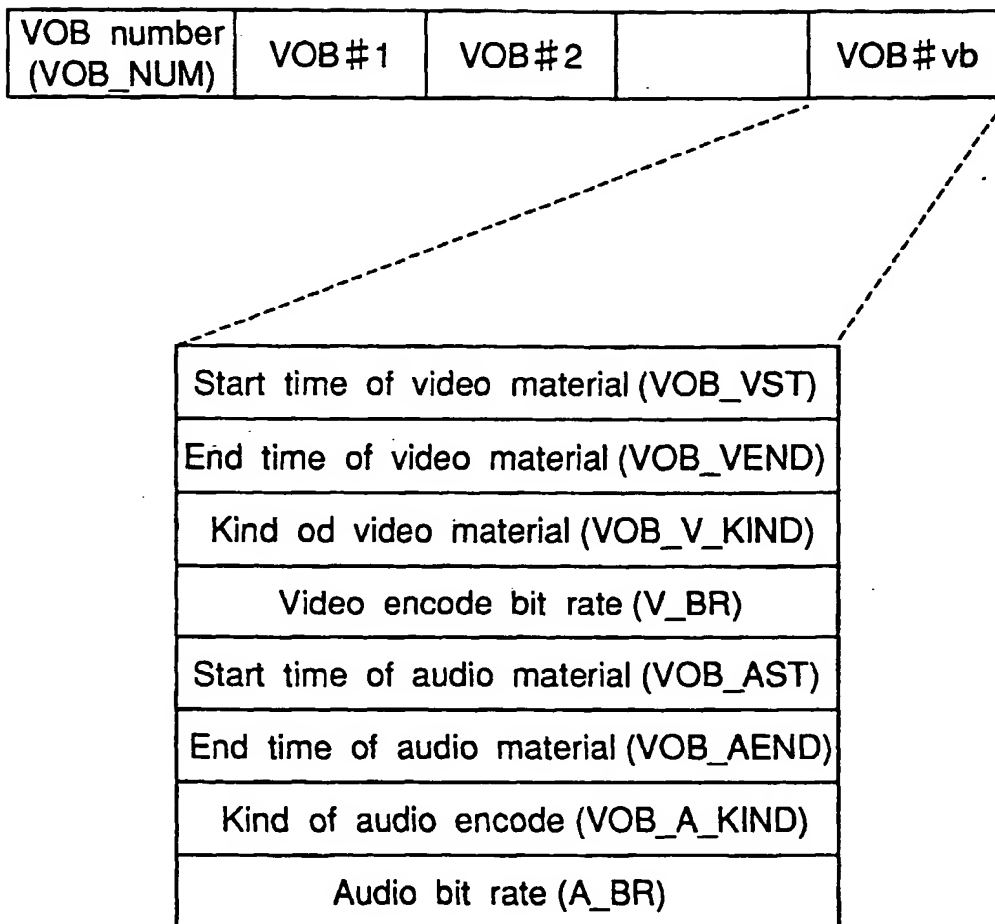 VOB number
(VOB_NUM)
VOB#1
VOB#2
VOB#vb
Start time of video material (VOB_VST)
End time of video material (VOB_VEND)
Kind od video material (VOB_V_KIND)
Video encode bit rate (V_BR)
Start time of audio material (VOB_AST)
End time of audio material (VOB_AEND)
Kind of audio encode (VOB_A_KIND)
Audio bit rate (A_BR)